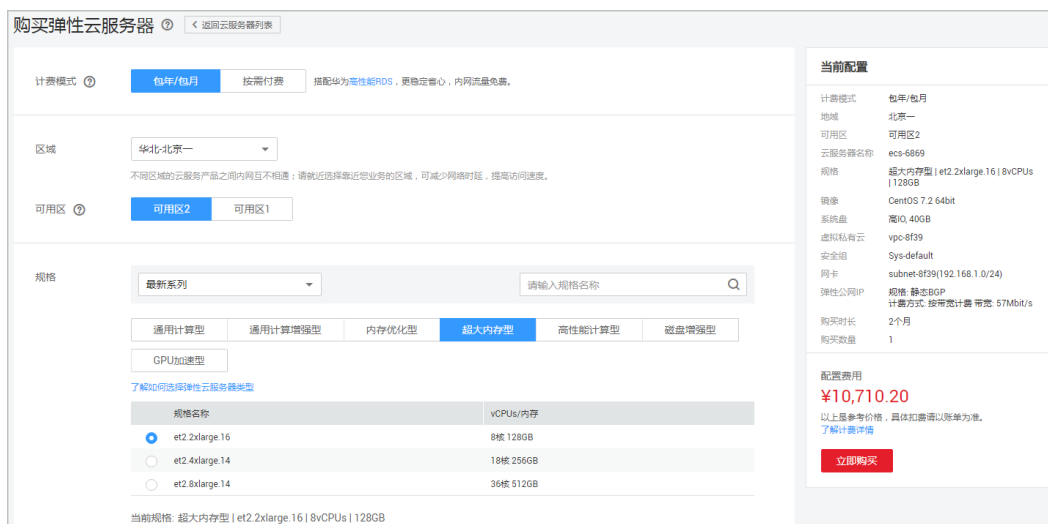 购买弹性云服务器 返回云服务器列表
计费模式 包年/包月 按需付费 搭配华为高性能RDS，更稳定省心，内网流量免费。
区域 华北-北京一
不同区域的云服务产品之间内网互不相通；请就近选择靠近您业务的区域，可减少网络时延，提高访问速度。
可用区 可用区2 可用区1
规格 最新系列 请输入规格名称
通用计算型 通用计算增强型 内存优化型 超大内存型 高性能计算型 磁盘增强型
GPU加速型
了解如何选择弹性云服务器类型
规格名称 vCPUs/内存
et2.2xlarge.16 8核 128GB
et2.4xlarge.14 18核 256GB
et2.8xlarge.14 36核 512GB
当前规格: 超大内存型 | et2.2xlarge.16 | 8vCPUs | 128GB
当前配置
计费模式 包年/包月
地域 北京一
可用区 可用区2
云服务器名称 ecs-6869
规格 超大内存型 | et2.2xlarge.16 | 8vCPUs
| 128GB
镜像 CentOS 7.2 64bit
系统盘 高IO, 40GB
虚拟私有云 vpc-8f39
安全组 Sys-default
网卡 subnet-8f39(192.168.1.0/24)
弹性公网IP 规格: 静态BGP
计费方式: 按带宽计费 带宽: 57Mbit/s
购买时长 2个月
购买数量 1
配置费用
¥10,710.20
以上是参考价格，具体扣费请以账单为准。
了解计费详情
立即购买